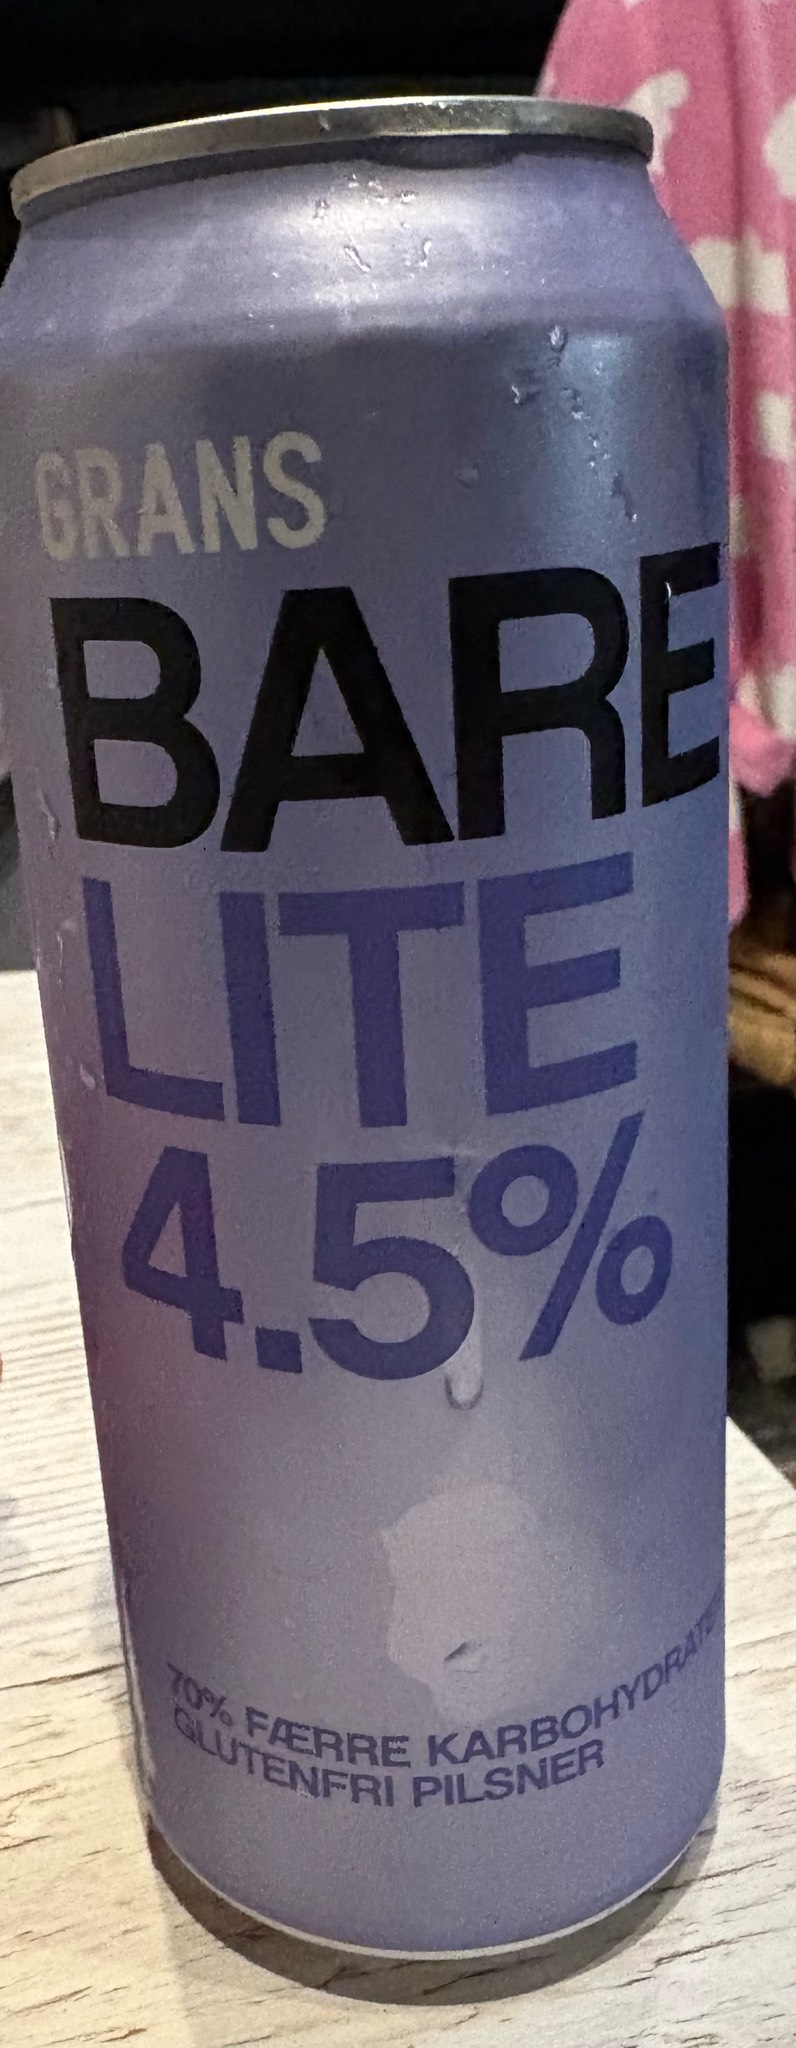 GRANS
BARE
LITE
4.5%
70% FÆRRE KARBOHYDRATER
GLUTENFRI PILSNER